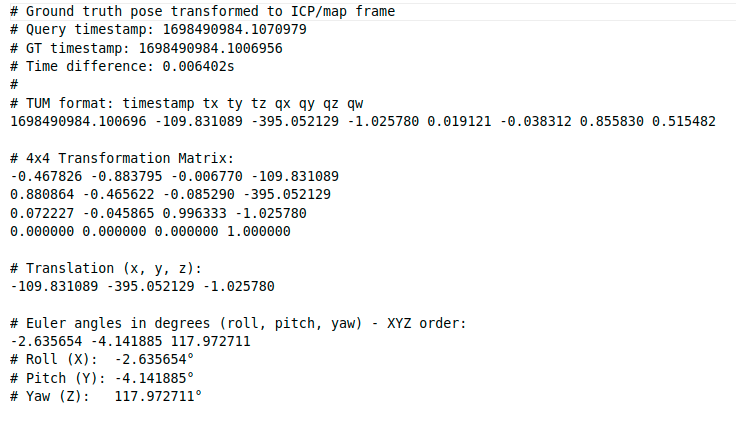 # Ground truth pose transformed to ICP/map frame
# Query timestamp: 1698490984.1070979
# GT timestamp: 1698490984.1006956
# Time difference: 0.006402s
#
# TUM format: timestamp tx ty tz qx qy qz qw
1698490984.100696 -109.831089 -395.052129 -1.025780 0.019121 -0.038312 0.855830 0.515482
# 4x4 Transformation Matrix:
-0.467826 -0.883795 -0.006770 -109.831089
0.880864 -0.465622 -0.085290 -395.052129
0.072227 -0.045865 0.996333 -1.025780
0.000000 0.000000 0.000000 1.000000
# Translation (x, y, z):
-109.831089 -395.052129 -1.025780
# Euler angles in degrees (roll, pitch, yaw) - XYZ order:
-2.635654 -4.141885 117.972711
# Roll (X):  -2.635654°
# Pitch (Y): -4.141885°
# Yaw (Z):   117.972711°